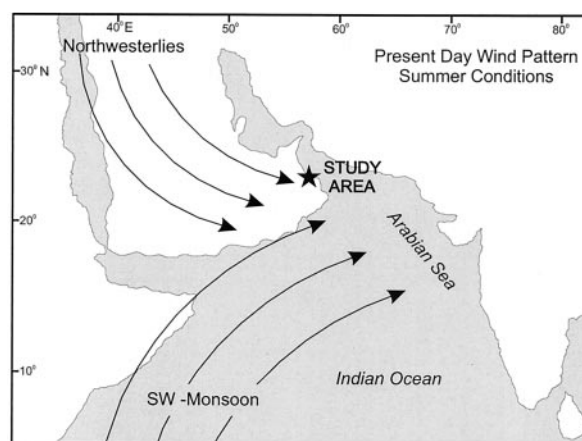 40°E
50°
60°
70°
80°
Northwesterlies
Present Day Wind Pattern
Summer Conditions
30°N
STUDY
AREA
20°
Arabian Sea
10°
Indian Ocean
SW -Monsoon